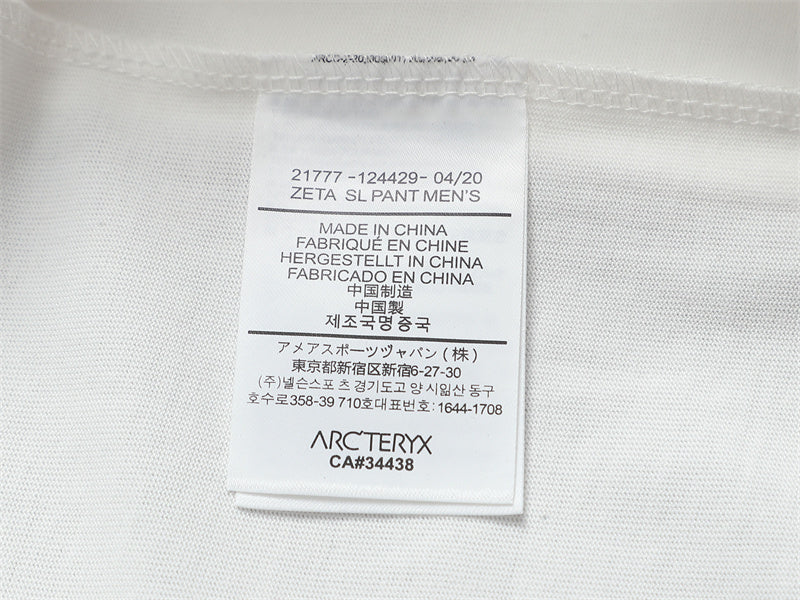 21777 -124429- 04/20
ZETA SL PANT MEN'S
MADE IN CHINA
FABRIQUÉ EN CHINE
HERGESTELLT IN CHINA
FABRICADO EN CHINA
中国制造
中国製
제조국명중국
アメアスポーツヅャパン(株)
東京都新宿区新宿6-27-30
(주)넬슨스포 츠 경기도고 양 시읾산 동구
호수로358-39 710호대표번호: 1644-1708
ARC'TERYX
CA#34438